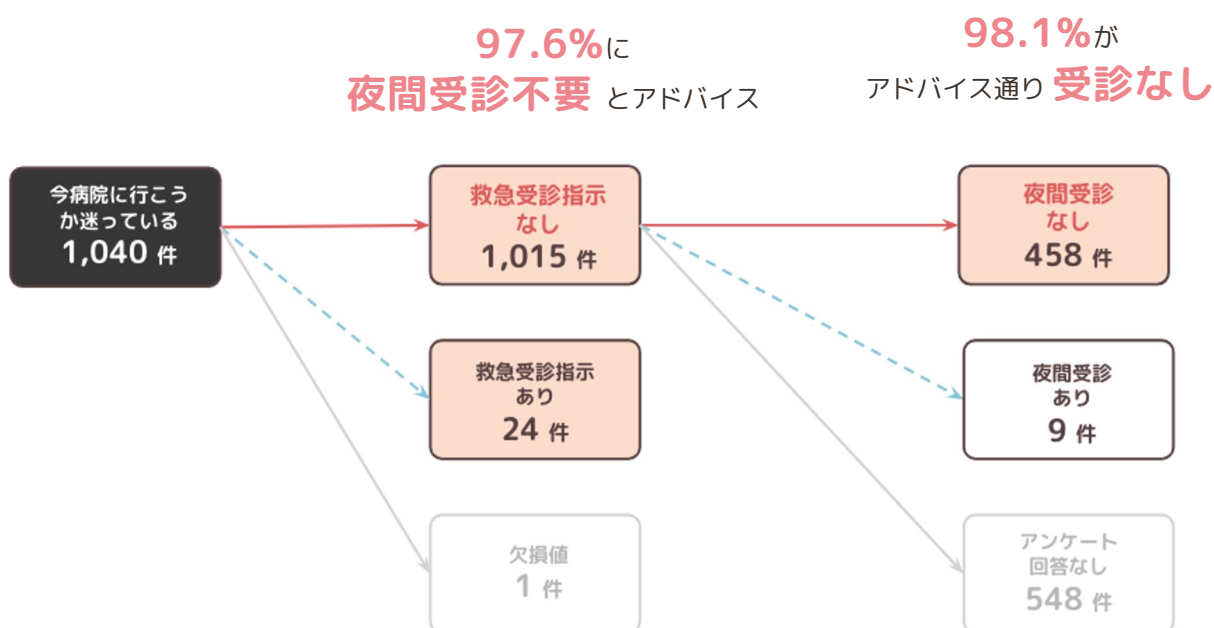 97.6%に
夜間受診不要 とアドバイス
98.1%が
アドバイス通り 受診なし
今病院に行こう
か迷っている
1,040 件
救急受診指示
なし
1,015 件
夜間受診
なし
458 件
救急受診指示
あり
24 件
夜間受診
あり
9 件
欠損値
1 件
アンケート
回答なし
548 件